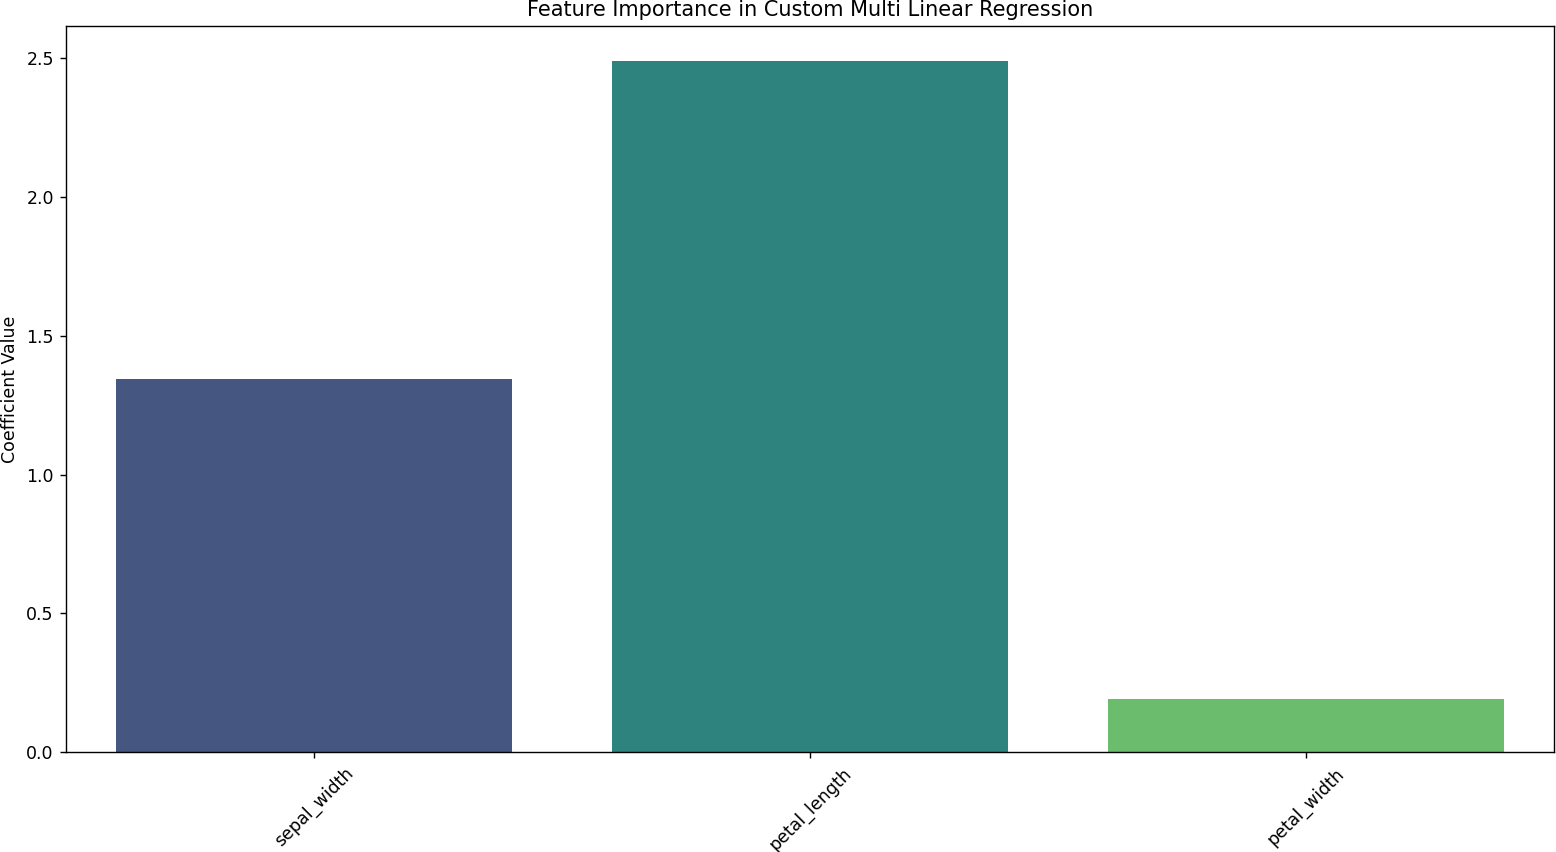 Feature Importance in Custom Multi Linear Regression
Coefficient Value
2.5
2.0
1.5
1.0
0.5
0.0
sepal_width
petal_length
petal_width